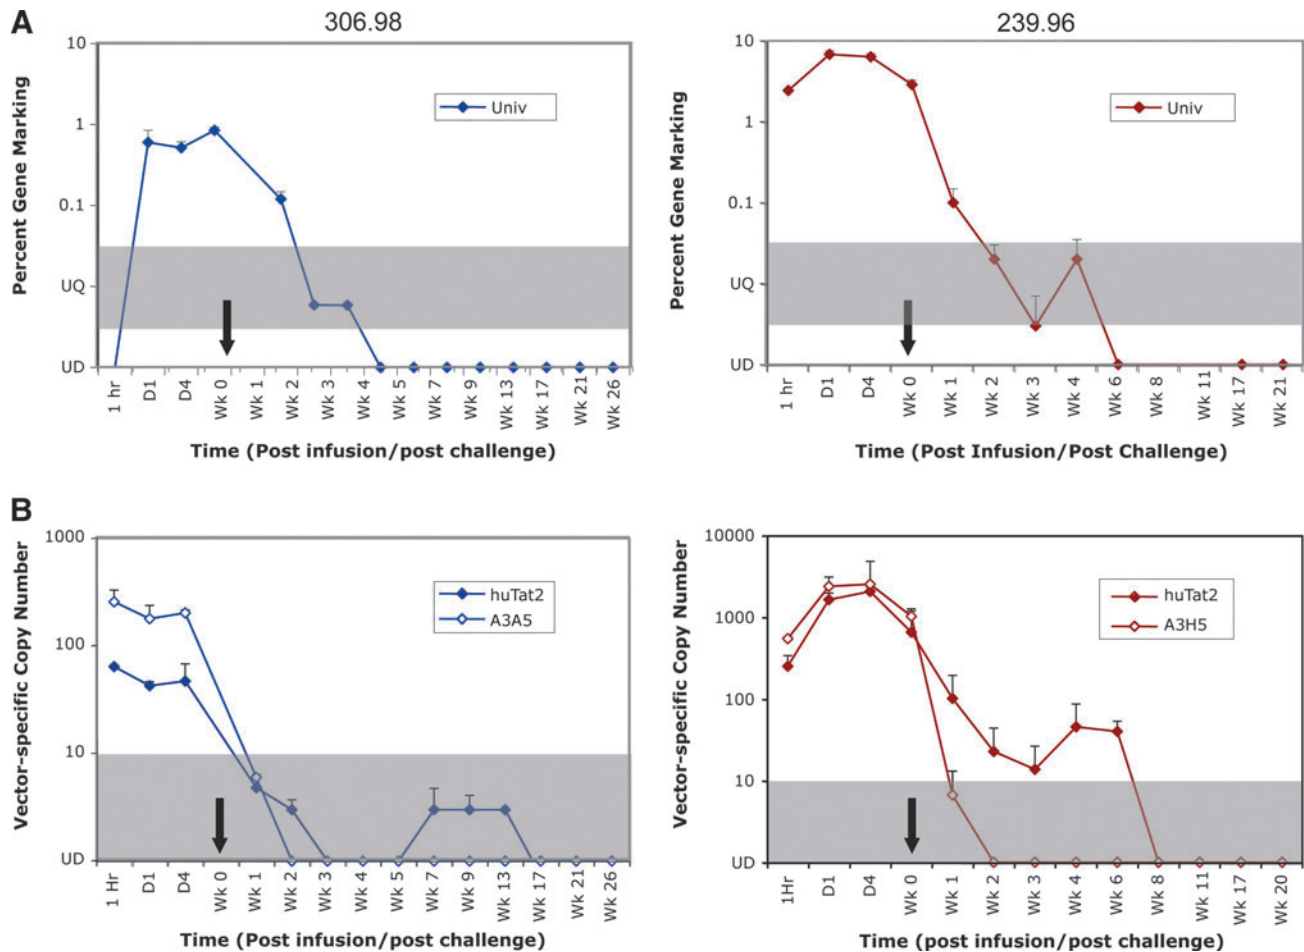 A
306.98
239.96
Percent Gene Marking
10
1
0.1
UQ
UD
Univ
1 hr
D1
D4
Wk 0
Wk 1
Wk 2
Wk 3
Wk 4
Wk 5
Wk 6
Wk 7
Wk 9
Wk 13
Wk 17
Wk 21
Wk 26
Time (Post infusion/post challenge)
Percent Gene Marking
10
1
0.1
UQ
UD
Univ
1 hr
D1
D4
Wk 0
Wk 1
Wk 2
Wk 3
Wk 4
Wk 6
Wk 8
Wk 11
Wk 17
Wk 21
Time (Post Infusion/Post Challenge)
B
Vector-specific Copy Number
1000
100
10
UD
huTat2
A3A5
1 Hr
D1
D4
Wk 0
Wk 1
Wk 2
Wk 3
Wk 4
Wk 5
Wk 7
Wk 9
Wk 13
Wk 17
Wk 21
Wk 26
Time (Post infusion/post challenge)
Vector-specific Copy Number
10000
1000
100
10
UD
huTat2
A3H5
1Hr
D1
D4
Wk 0
Wk 1
Wk 2
Wk 3
Wk 4
Wk 6
Wk 8
Wk 11
Wk 17
Wk 20
Time (post infusion/post challenge)